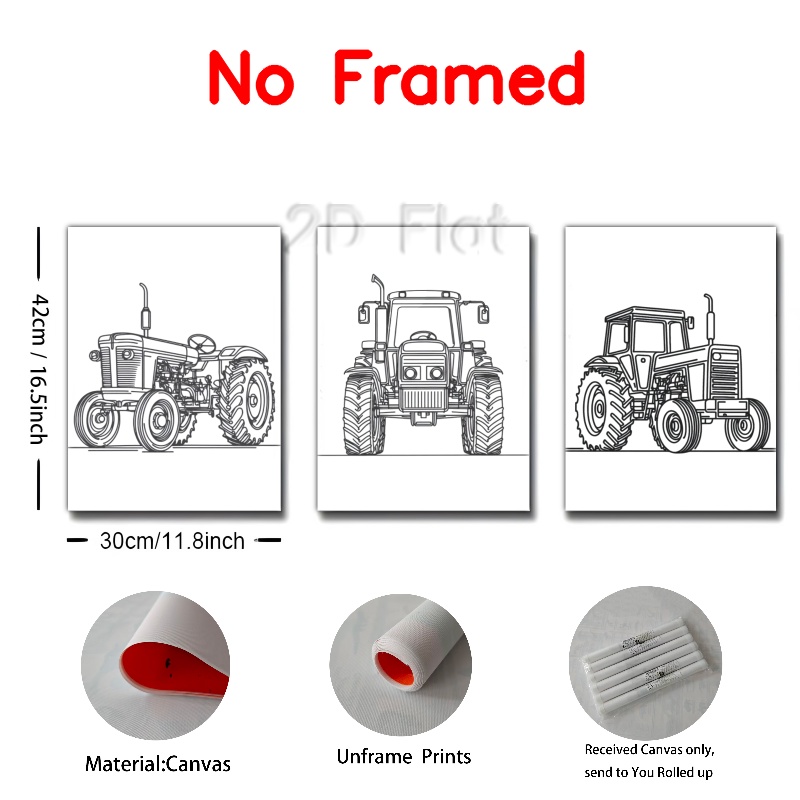 No Framed
2D Flat
42cm / 16.5inch
30cm/11.8inch
Material:Canvas
Unframe Prints
Received Canvas only,
send to You Rolled up